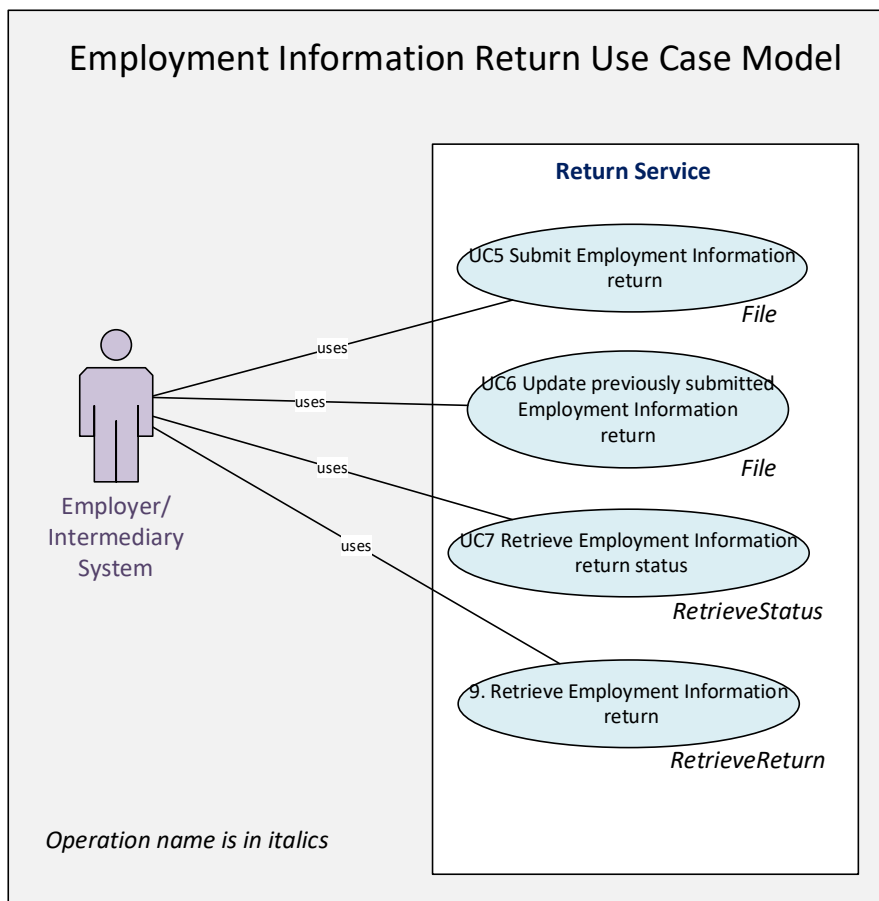 Employment Information Return Use Case Model
Return Service
UC5 Submit Employment Information
return
File
uses
UC6 Update previously submitted
Employment Information
return
File
uses
uses
Employer/
Intermediary
System
UC7 Retrieve Employment Information
return status
RetrieveStatus
uses
9. Retrieve Employment Information
return
RetrieveReturn
Operation name is in italics